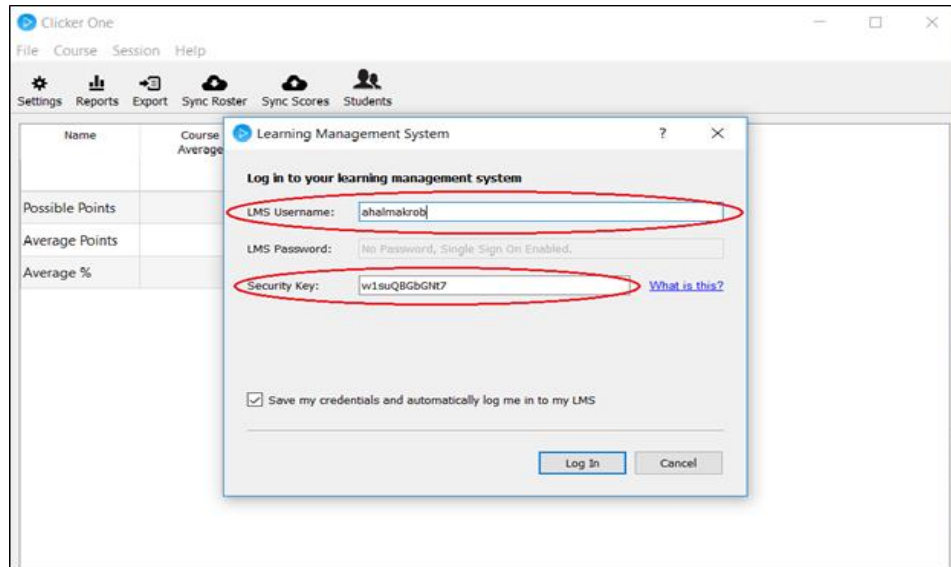 Clicker One
File Course Session Help
Settings Reports Export Sync Roster Sync Scores Students
Name Course Average
Learning Management System ?
Log in to your learning management system
Possible Points
LMS Username: ahalmakrob
Average Points
LMS Password: No Password, Single Sign On Enabled.
Average %
Security Key: w1suQBGbGNt7 What is this?
Save my credentials and automatically log me in to my LMS
Log In Cancel